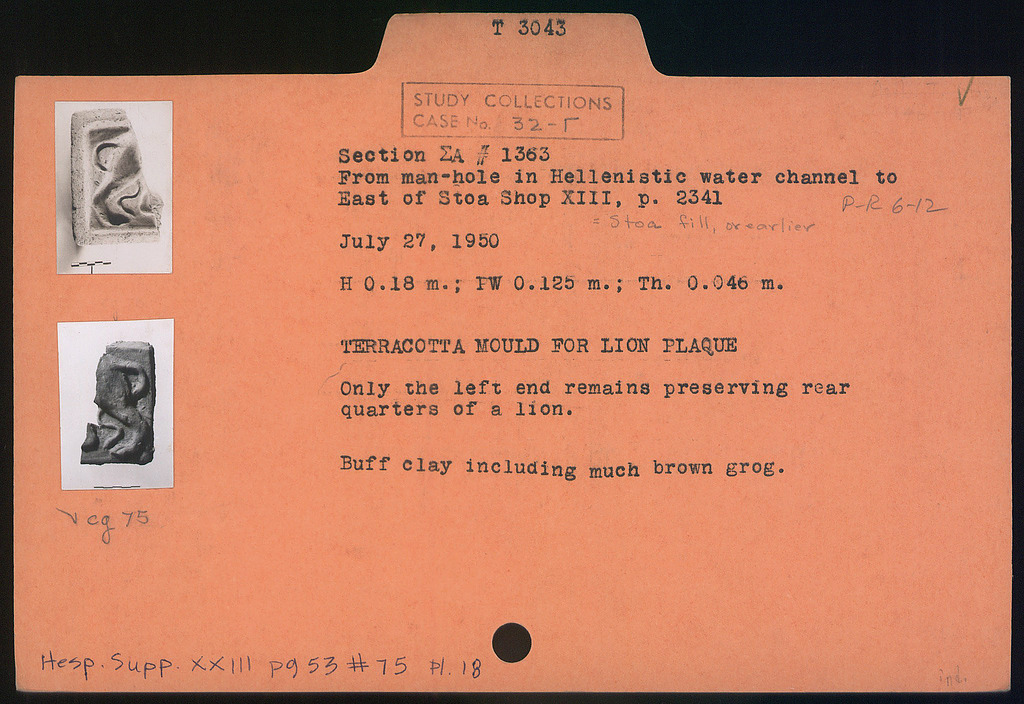 T 3043
STUDY COLLECTIONS
CASE No. 32-Γ
Section ΣA # 1363
From man-hole in Hellenistic water channel to
East of Stoa Shop XIII, p. 2341
P-R 6-12
= Stoa fill, or earlier
July 27, 1950
H 0.18 m.; PW 0.125 m.; Th. 0.046 m.
TERRACOTTA MOULD FOR LION PLAQUE
Only the left end remains preserving rear
quarters of a lion.
Buff clay including much brown grog.
√ cg 75
Hesp. Supp. XXIII pg 53 # 75 Pl. 18
ind.